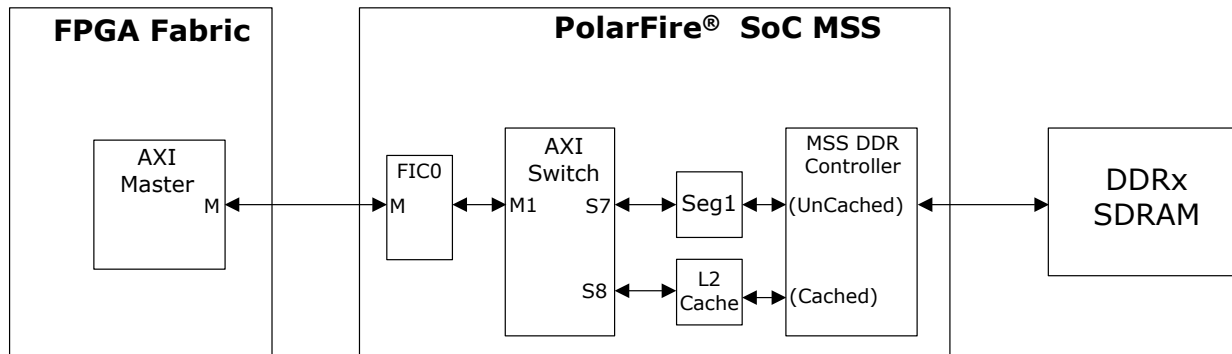 FPGA Fabric
PolarFire® SoC MSS
AXI
Master
M
FIC0
M
AXI
Switch
M1
S7
S8
Seg1
L2
Cache
MSS DDR
Controller
(UnCached)
(Cached)
DDRx
SDRAM